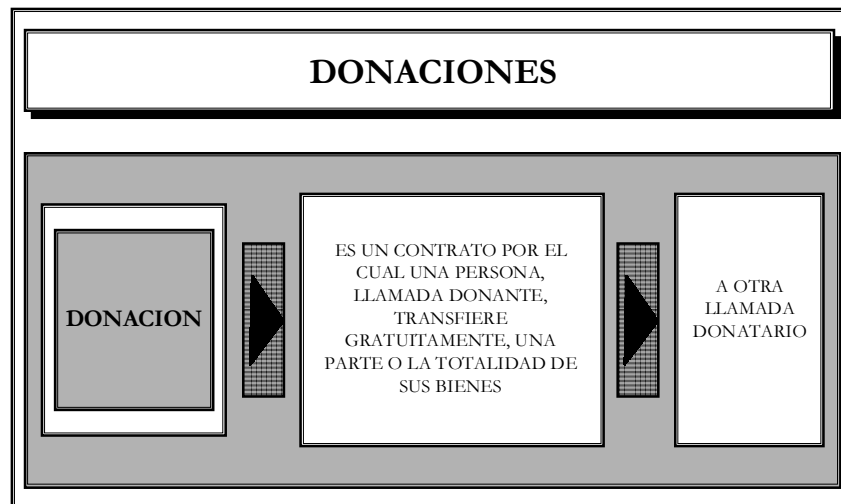 DONACIONES
DONACION
ES UN CONTRATO POR EL
CUAL UNA PERSONA,
LLAMADA DONANTE,
TRANSFIERE
GRATUITAMENTE, UNA
PARTE O LA TOTALIDAD DE
SUS BIENES
A OTRA
LLAMADA
DONATARIO